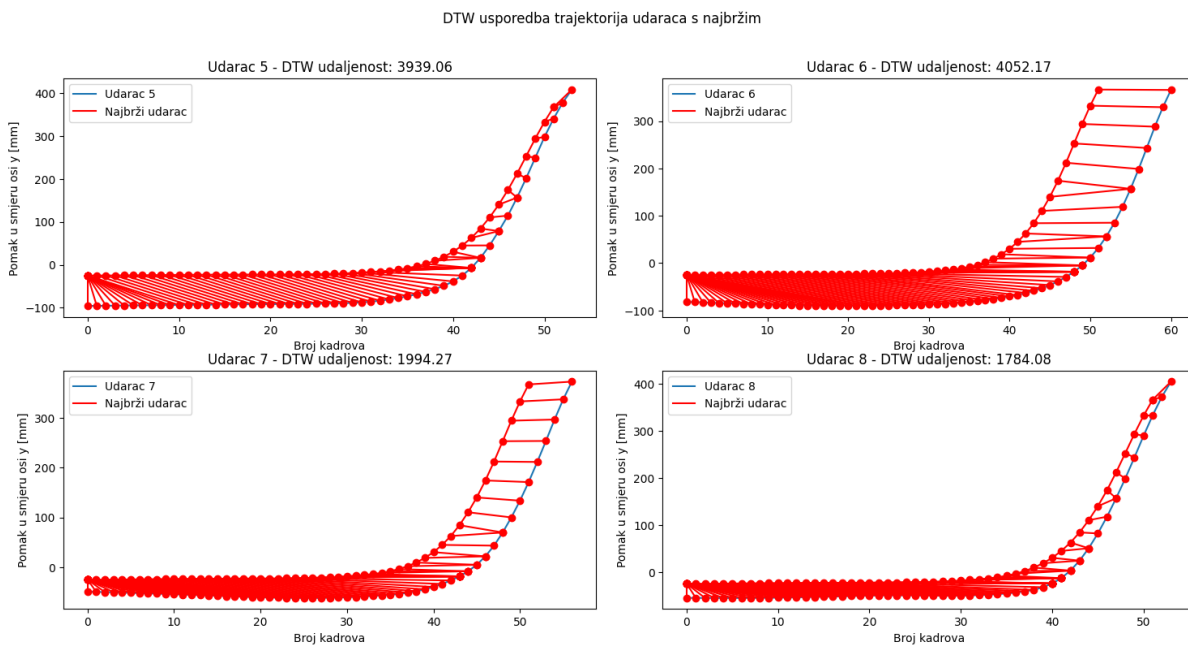 DTW usporedba trajektorija udaraca s najbržim
Udarac 5 - DTW udaljenost: 3939.06
Udarac 5
Najbrži udarac
Pomak u smjeru osi y [mm]
400
300
200
100
0
−100
0 10 20 30 40 50
Broj kadrova
Udarac 6 - DTW udaljenost: 4052.17
Udarac 6
Najbrži udarac
Pomak u smjeru osi y [mm]
300
200
100
0
−100
0 10 20 30 40 50 60
Broj kadrova
Udarac 7 - DTW udaljenost: 1994.27
Udarac 7
Najbrži udarac
Pomak u smjeru osi y [mm]
300
200
100
0
0 10 20 30 40 50
Broj kadrova
Udarac 8 - DTW udaljenost: 1784.08
Udarac 8
Najbrži udarac
Pomak u smjeru osi y [mm]
400
300
200
100
0
0 10 20 30 40 50
Broj kadrova